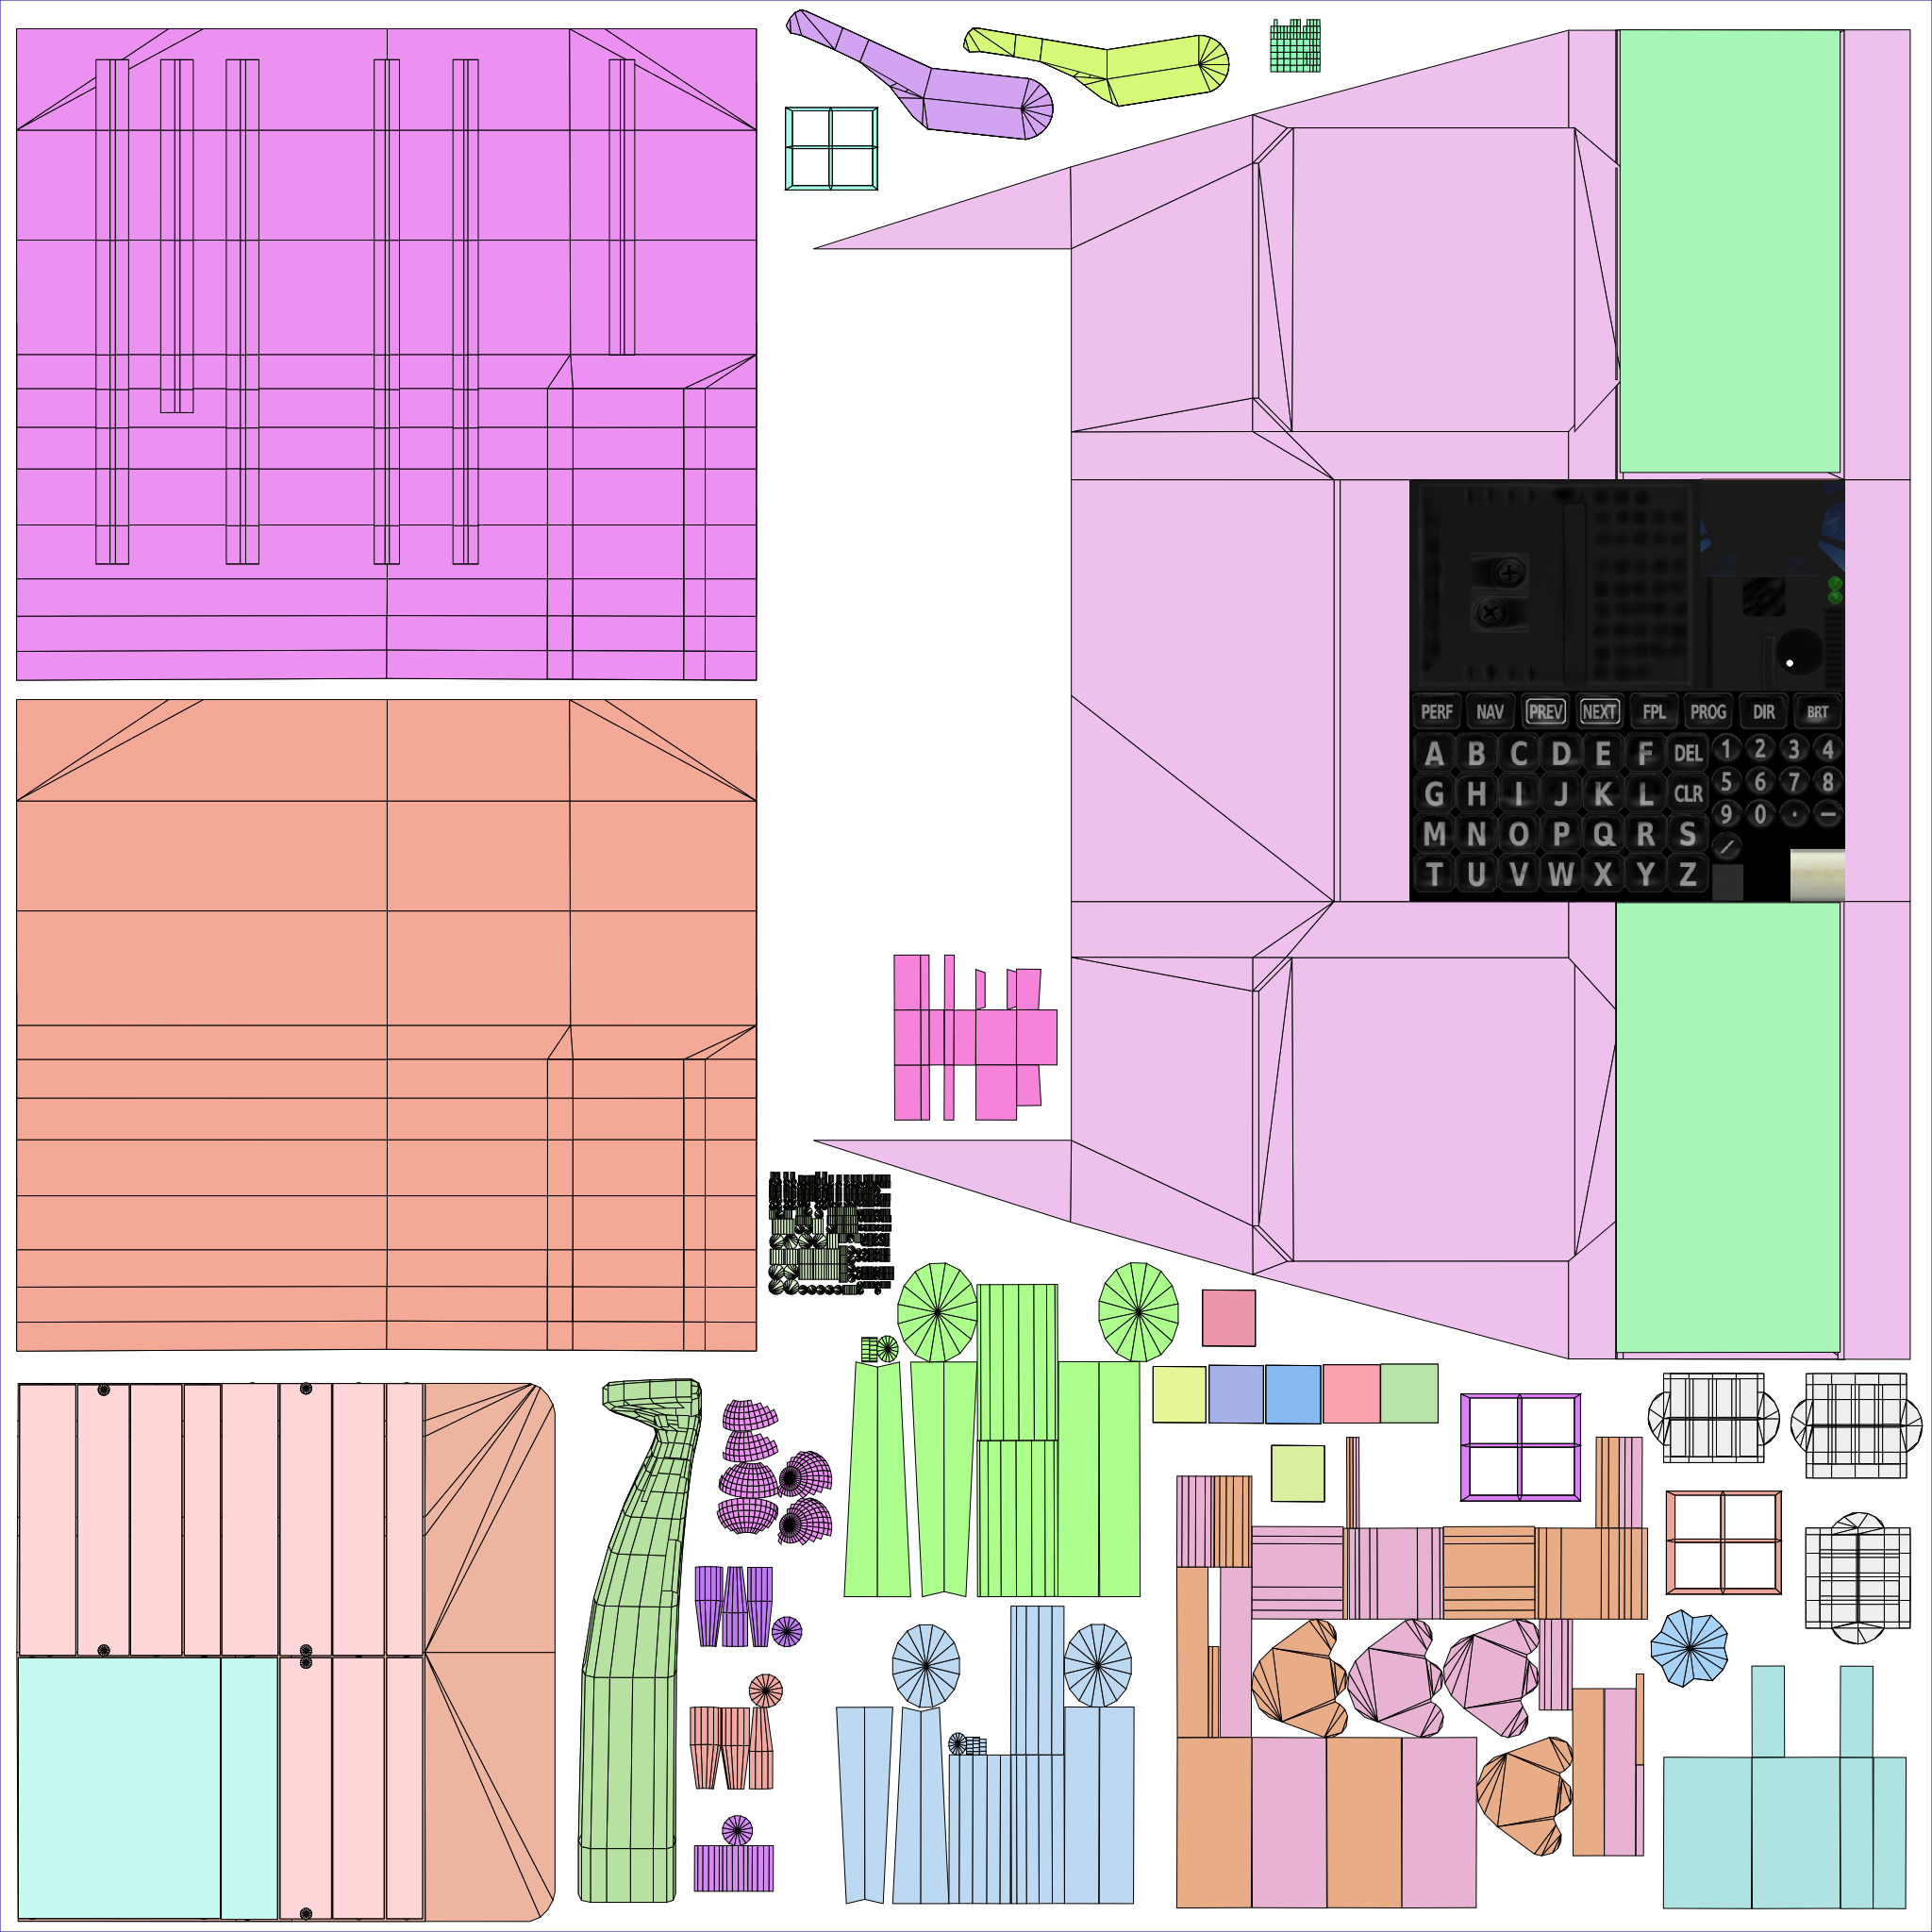 PERF NAV PREV NEXT FPL PROG DIR BRT
A B C D E F DEL 1 2 3 4
G H I J K L CLR 5 6 7 8
M N O P Q R S 9 0 . –
T U V W X Y Z /